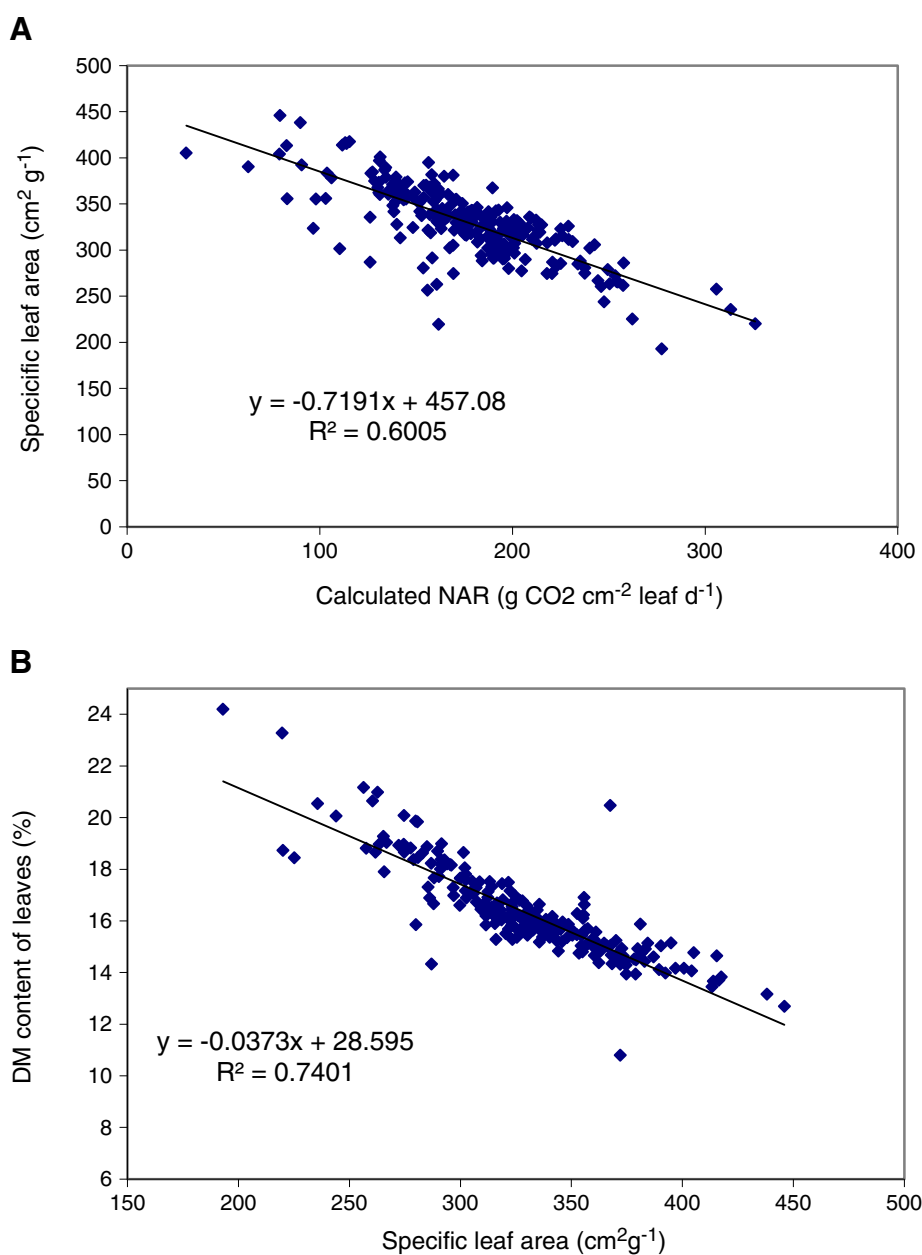 A
500
450
400
350
300
250
200
150
100
50
0
Specicific leaf area (cm² g⁻¹)
y = -0.7191x + 457.08
R² = 0.6005
0 100 200 300 400
Calculated NAR (g CO2 cm⁻² leaf d⁻¹)
B
24
22
20
18
16
14
12
10
8
6
DM content of leaves (%)
y = -0.0373x + 28.595
R² = 0.7401
150 200 250 300 350 400 450 500
Specific leaf area (cm²g⁻¹)